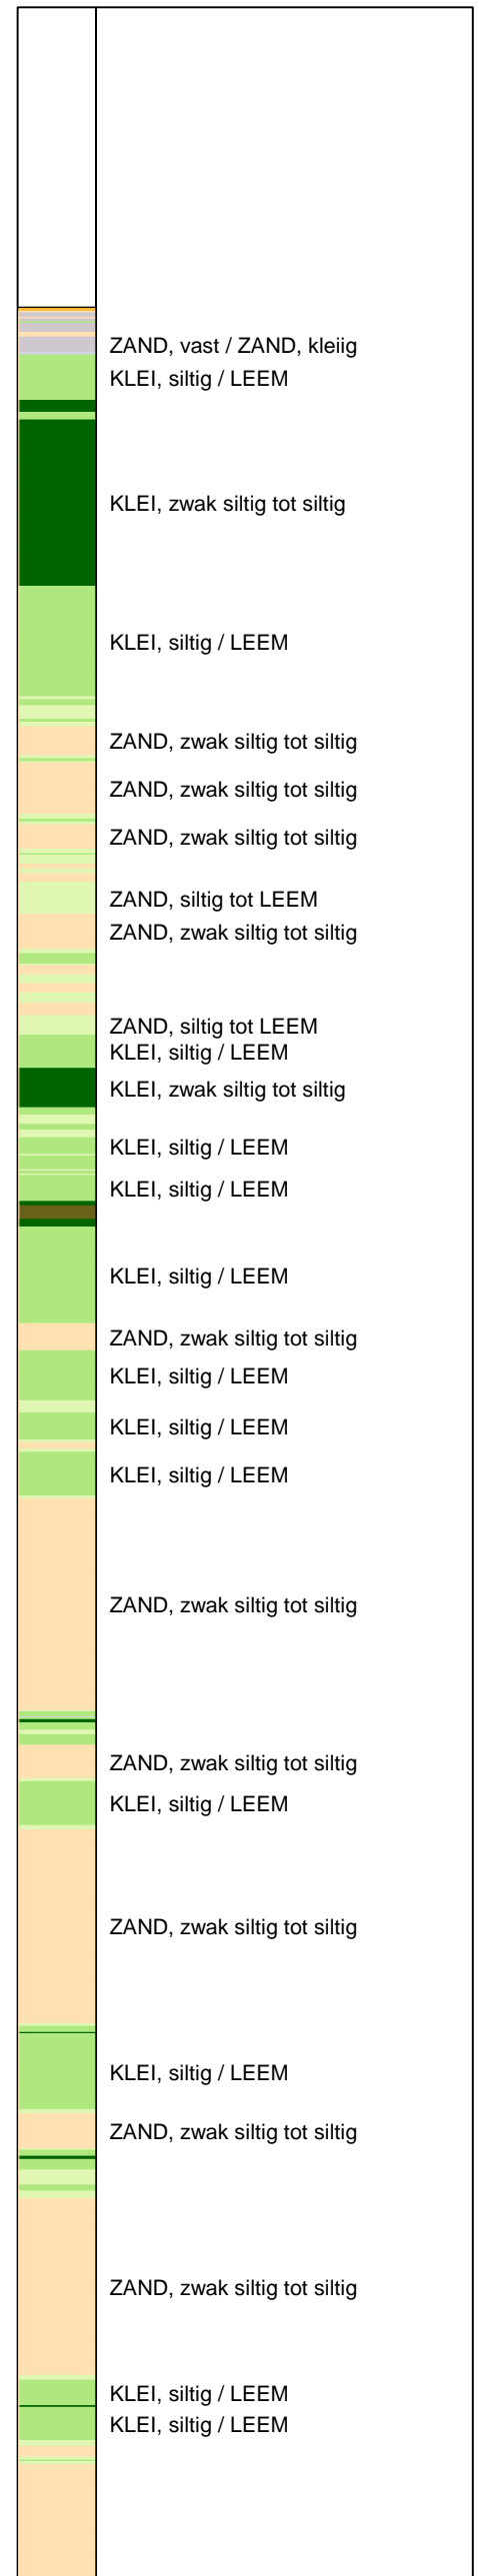 ZAND, vast / ZAND, kleiig
KLEI, siltig / LEEM
KLEI, zwak siltig tot siltig
KLEI, siltig / LEEM
ZAND, zwak siltig tot siltig
ZAND, zwak siltig tot siltig
ZAND, zwak siltig tot siltig
ZAND, siltig tot LEEM
ZAND, zwak siltig tot siltig
ZAND, siltig tot LEEM
KLEI, siltig / LEEM
KLEI, zwak siltig tot siltig
KLEI, siltig / LEEM
KLEI, siltig / LEEM
KLEI, siltig / LEEM
ZAND, zwak siltig tot siltig
KLEI, siltig / LEEM
KLEI, siltig / LEEM
KLEI, siltig / LEEM
ZAND, zwak siltig tot siltig
ZAND, zwak siltig tot siltig
KLEI, siltig / LEEM
ZAND, zwak siltig tot siltig
KLEI, siltig / LEEM
ZAND, zwak siltig tot siltig
ZAND, zwak siltig tot siltig
KLEI, siltig / LEEM
KLEI, siltig / LEEM